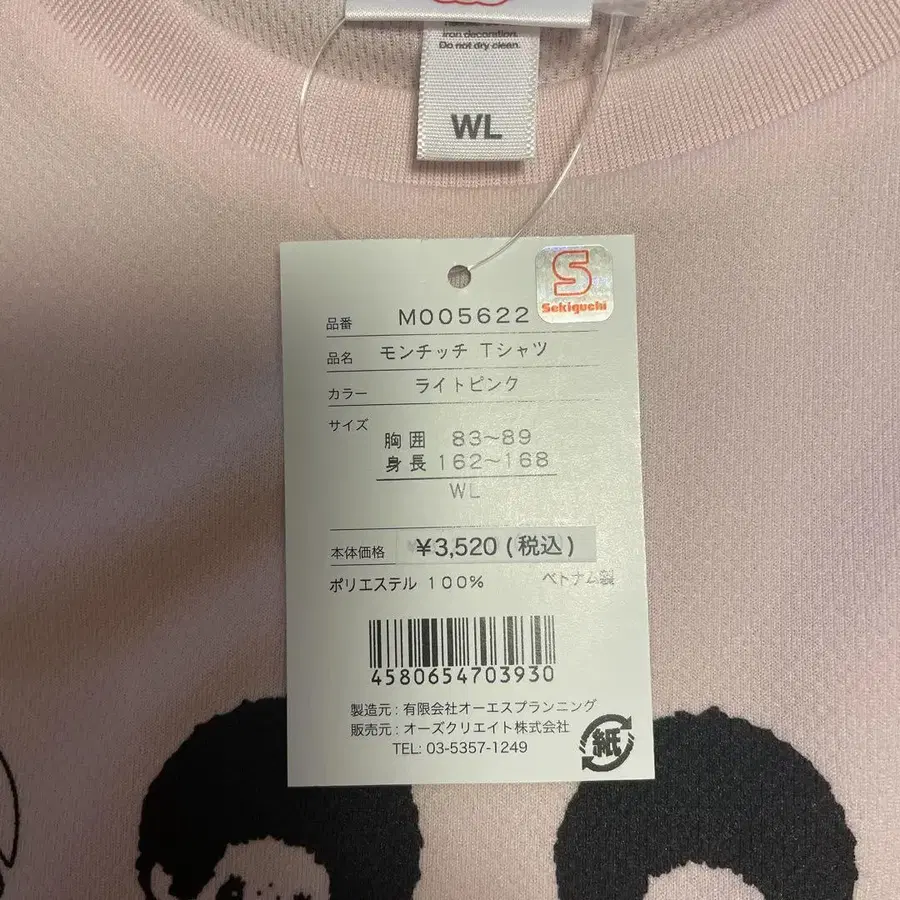 iron decoration.
Do not dry clean.
WL
S
Sekiguchi
品番 M005622
品名 モンチッチ Tシャツ
カラー ライトピンク
サイズ
胸囲 83~89
身長 162~168
WL
本体価格 ¥3,520 (税込)
ポリエステル 100% ベトナム製
4580654703930
製造元 : 有限会社オーエスプランニング
販売元 : オーズクリエイト株式会社
TEL: 03-5357-1249
紙